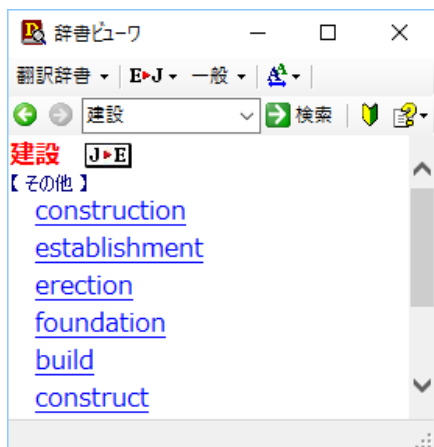 辞書ビューワ
翻訳辞書 E▸J 一般 A
建設 検索
建設 J▸E
【その他】
construction
establishment
erection
foundation
build
construct